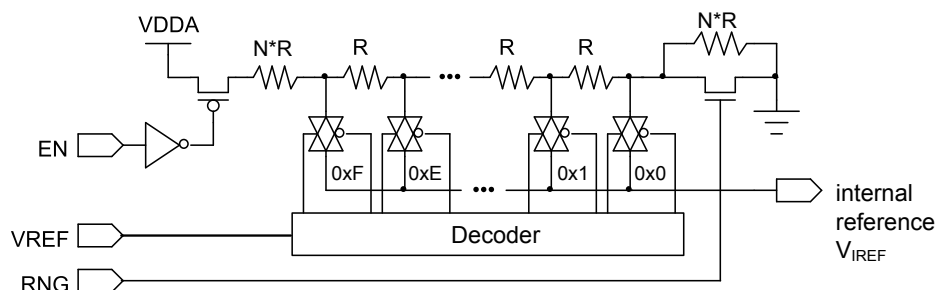 VDDA
N*R
R
•••
R
R
N*R
EN
0xF
0xE
•••
0x1
0x0
internal
reference
VIREF
Decoder
VREF
RNG